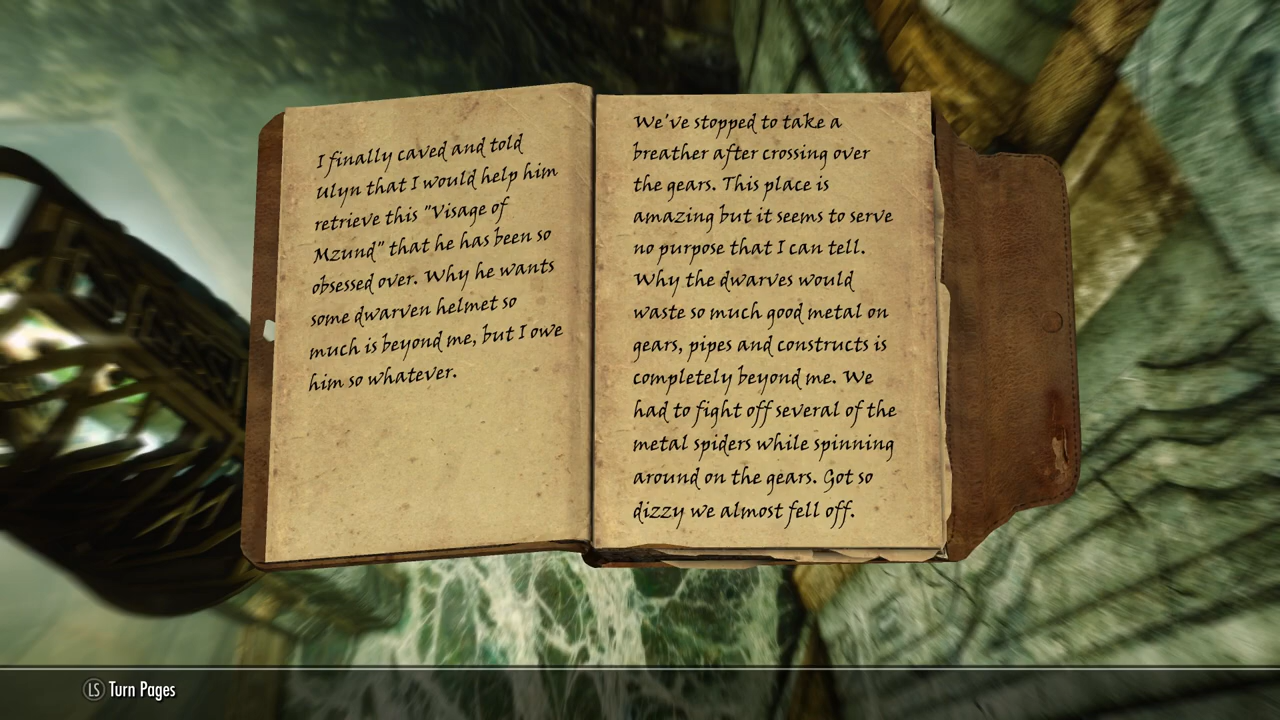 I finally caved and told
Ulyn that I would help him
retrieve this "Visage of
Mzund" that he has been so
obsessed over. Why he wants
some dwarven helmet so
much is beyond me, but I owe
him so whatever.
We've stopped to take a
breather after crossing over
the gears. This place is
amazing but it seems to serve
no purpose that I can tell.
Why the dwarves would
waste so much good metal on
gears, pipes and constructs is
completely beyond me. We
had to fight off several of the
metal spiders while spinning
around on the gears. Got so
dizzy we almost fell off.
LS Turn Pages